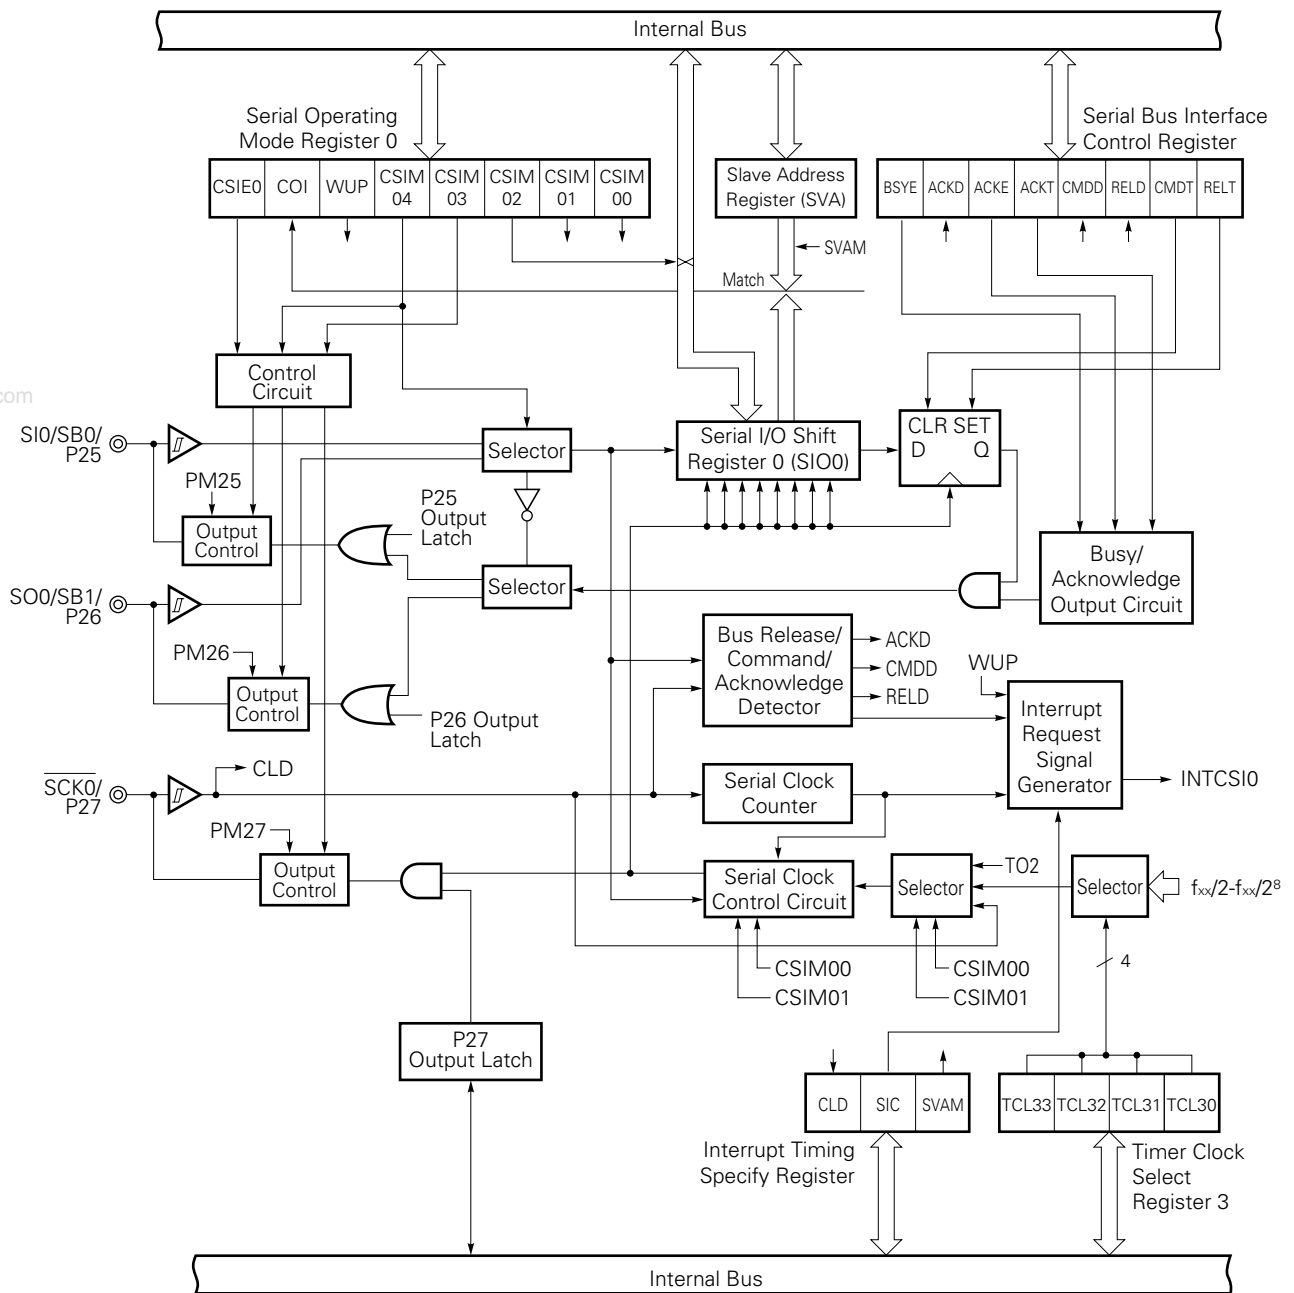 Internal Bus
Serial Operating
Mode Register 0
Serial Bus Interface
Control Register
CSIE0
COI
WUP
CSIM
04
CSIM
03
CSIM
02
CSIM
01
CSIM
00
Slave Address
Register (SVA)
BSYE
ACKD
ACKE
ACKT
CMDD
RELD
CMDT
RELT
SVAM
Match
Control
Circuit
com
SI0/SB0/
P25
Selector
Serial I/O Shift
Register 0 (SIO0)
CLR SET
D Q
PM25
P25
Output
Latch
Output
Control
Selector
Busy/
Acknowledge
Output Circuit
SO0/SB1/
P26
Bus Release/
Command/
Acknowledge
Detector
ACKD
CMDD
RELD
WUP
PM26
Output
Control
P26 Output
Latch
Interrupt
Request
Signal
Generator
INTCSI0
SCK0/
P27
CLD
Serial Clock
Counter
PM27
Output
Control
Serial Clock
Control Circuit
Selector
TO2
Selector
fxx/2-fxx/2⁸
CSIM00
CSIM01
CSIM00
CSIM01
4
P27
Output Latch
CLD
SIC
SVAM
TCL33
TCL32
TCL31
TCL30
Interrupt Timing
Specify Register
Timer Clock
Select
Register 3
Internal Bus